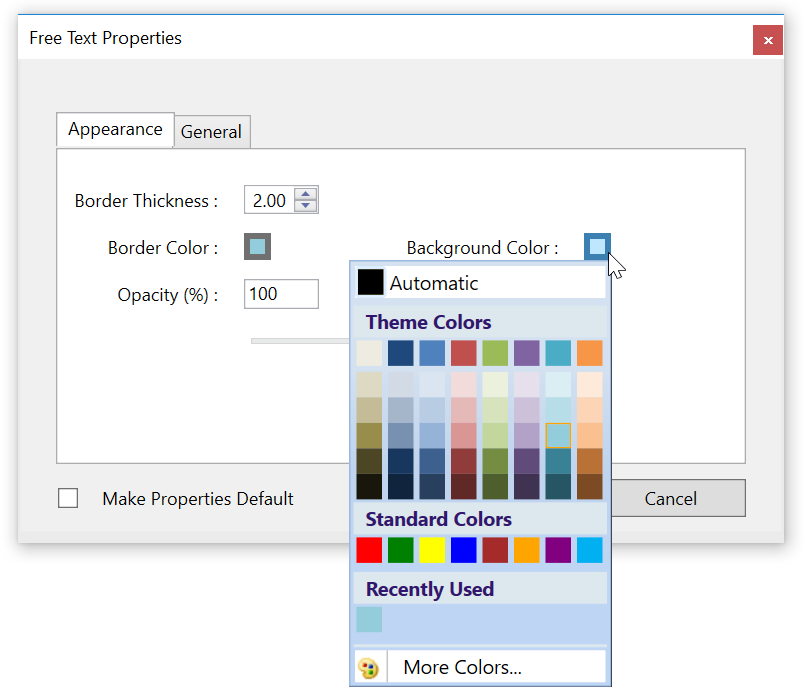 Free Text Properties
Appearance
General
Border Thickness :
2.00
Border Color :
Background Color :
Opacity (%) :
100
Automatic
Theme Colors
Standard Colors
Recently Used
More Colors...
Make Properties Default
Cancel